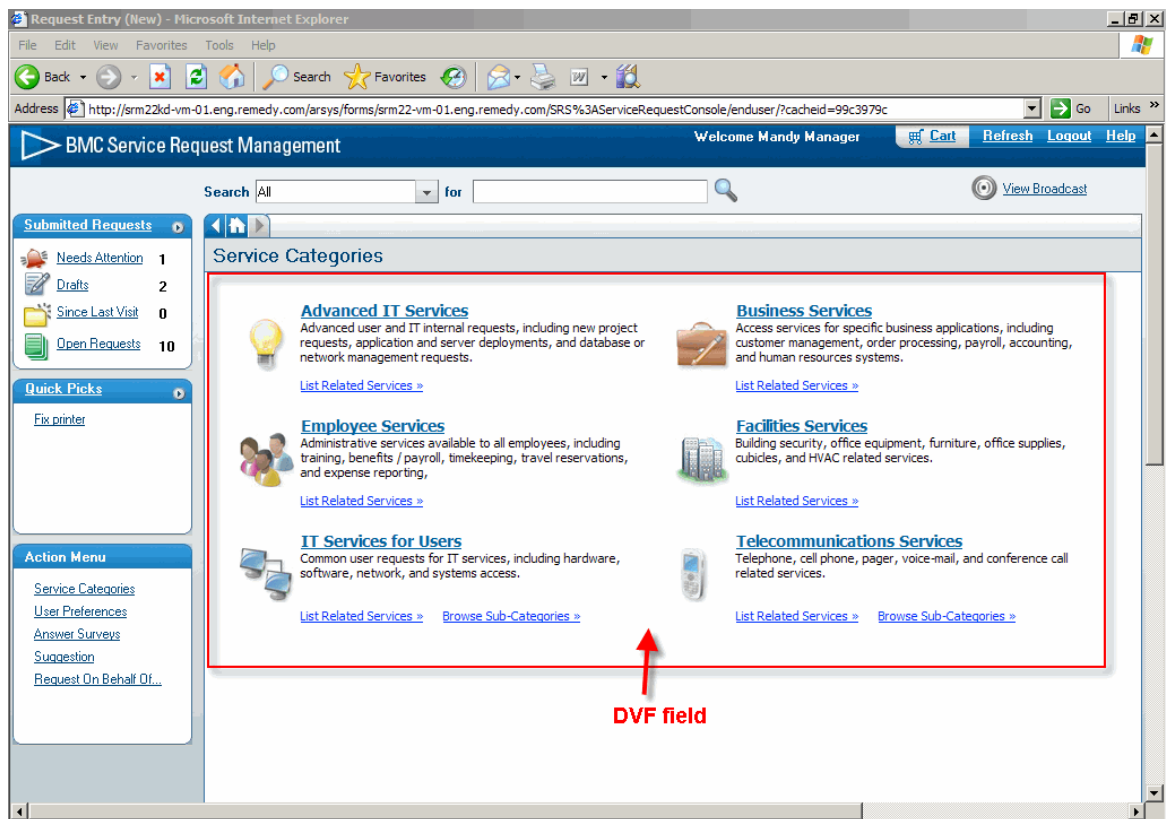 Request Entry (New) - Microsoft Internet Explorer
File Edit View Favorites Tools Help
Back Search Favorites
Address http://srm22kd-vm-01.eng.remedy.com/arsys/forms/srm22-vm-01.eng.remedy.com/SRS%3AServiceRequestConsole/enduser/?cacheid=99c3979c Go Links »
BMC Service Request Management Welcome Mandy Manager Cart Refresh Logout Help
Search All for View Broadcast
Submitted Requests
Needs Attention 1
Drafts 2
Since Last Visit 0
Open Requests 10
Quick Picks
Fix printer
Action Menu
Service Categories
User Preferences
Answer Surveys
Suggestion
Request On Behalf Of...
Service Categories
Advanced IT Services
Advanced user and IT internal requests, including new project
requests, application and server deployments, and database or
network management requests.
List Related Services »
Business Services
Access services for specific business applications, including
customer management, order processing, payroll, accounting,
and human resources systems.
List Related Services »
Employee Services
Administrative services available to all employees, including
training, benefits / payroll, timekeeping, travel reservations,
and expense reporting,
List Related Services »
Facilities Services
Building security, office equipment, furniture, office supplies,
cubicles, and HVAC related services.
List Related Services »
IT Services for Users
Common user requests for IT services, including hardware,
software, network, and systems access.
List Related Services » Browse Sub-Categories »
Telecommunications Services
Telephone, cell phone, pager, voice-mail, and conference call
related services.
List Related Services » Browse Sub-Categories »
DVF field